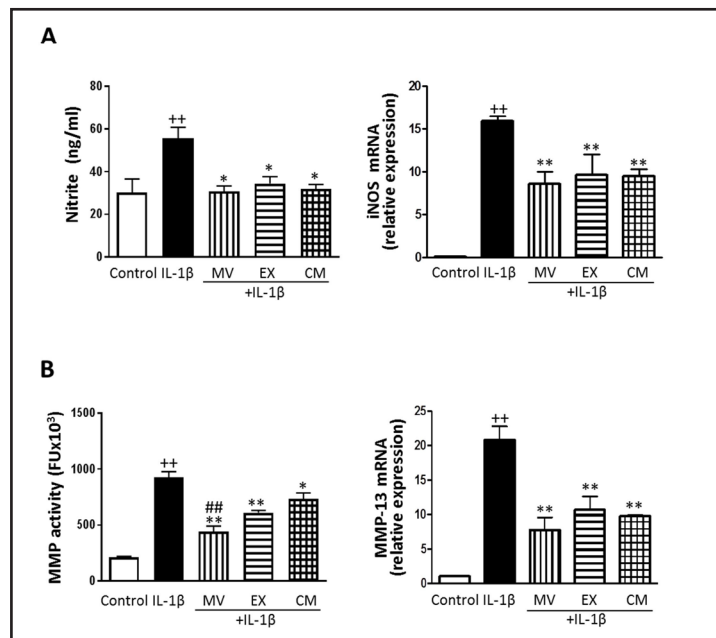 A
Nitrite (ng/ml)
80
60
40
20
0
++
*
*
*
Control IL-1β MV EX CM
+IL-1β
iNOS mRNA
(relative expression)
20
15
10
5
0
++
**
**
**
Control IL-1β MV EX CM
+IL-1β
B
MMP activity (FUx10³)
1500
1000
500
0
++
##
**
**
*
Control IL-1β MV EX CM
+IL-1β
MMP-13 mRNA
(relative expression)
25
20
15
10
5
0
++
**
**
**
Control IL-1β MV EX CM
+IL-1β